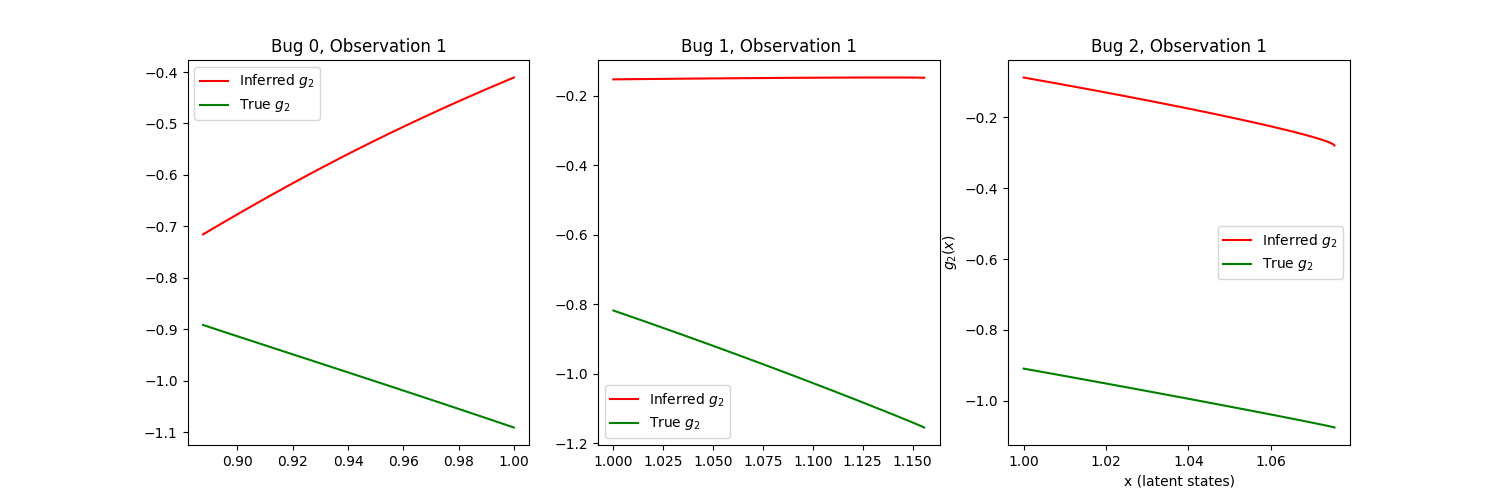 Bug 0, Observation 1
−0.4
−0.5
−0.6
−0.7
−0.8
−0.9
−1.0
−1.1
Inferred g₂
True g₂
0.90 0.92 0.94 0.96 0.98 1.00
Bug 1, Observation 1
−0.2
−0.4
−0.6
−0.8
−1.0
−1.2
Inferred g₂
True g₂
1.000 1.025 1.050 1.075 1.100 1.125 1.150
Bug 2, Observation 1
g₂(x)
−0.2
−0.4
−0.6
−0.8
−1.0
Inferred g₂
True g₂
1.00 1.02 1.04 1.06
x (latent states)